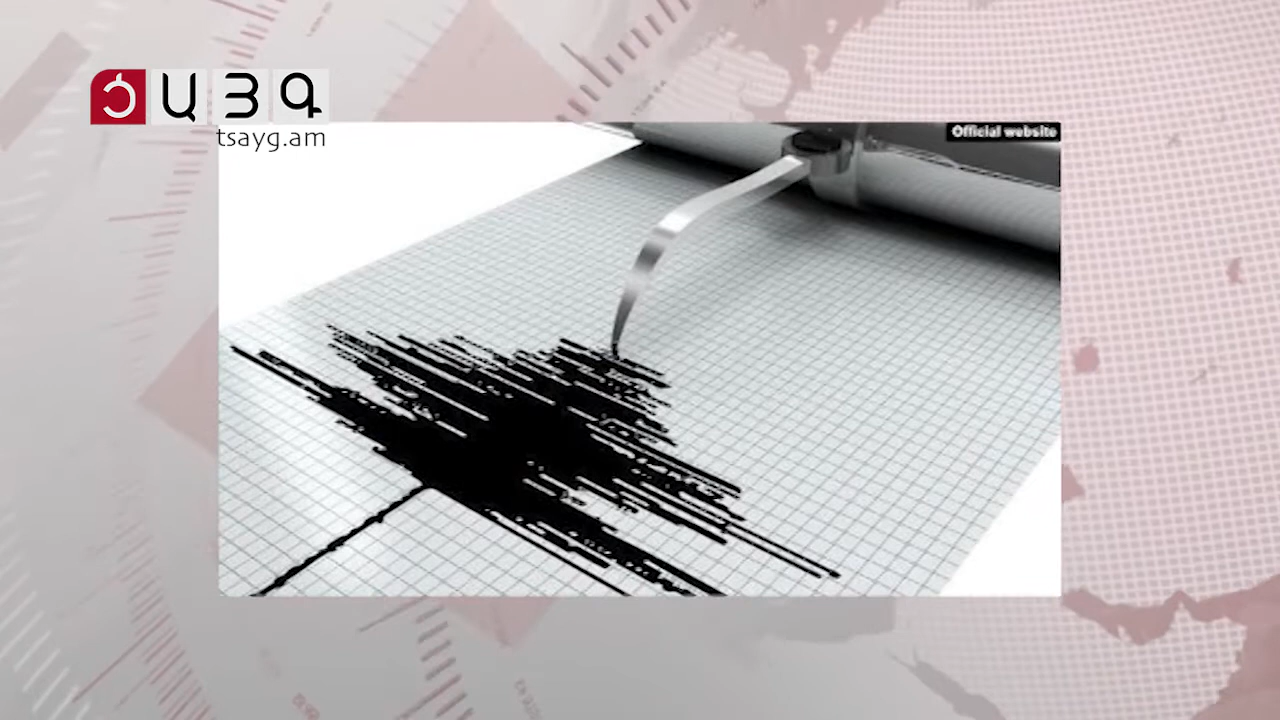 ԾԱՅԳ
tsayg.am
Official website